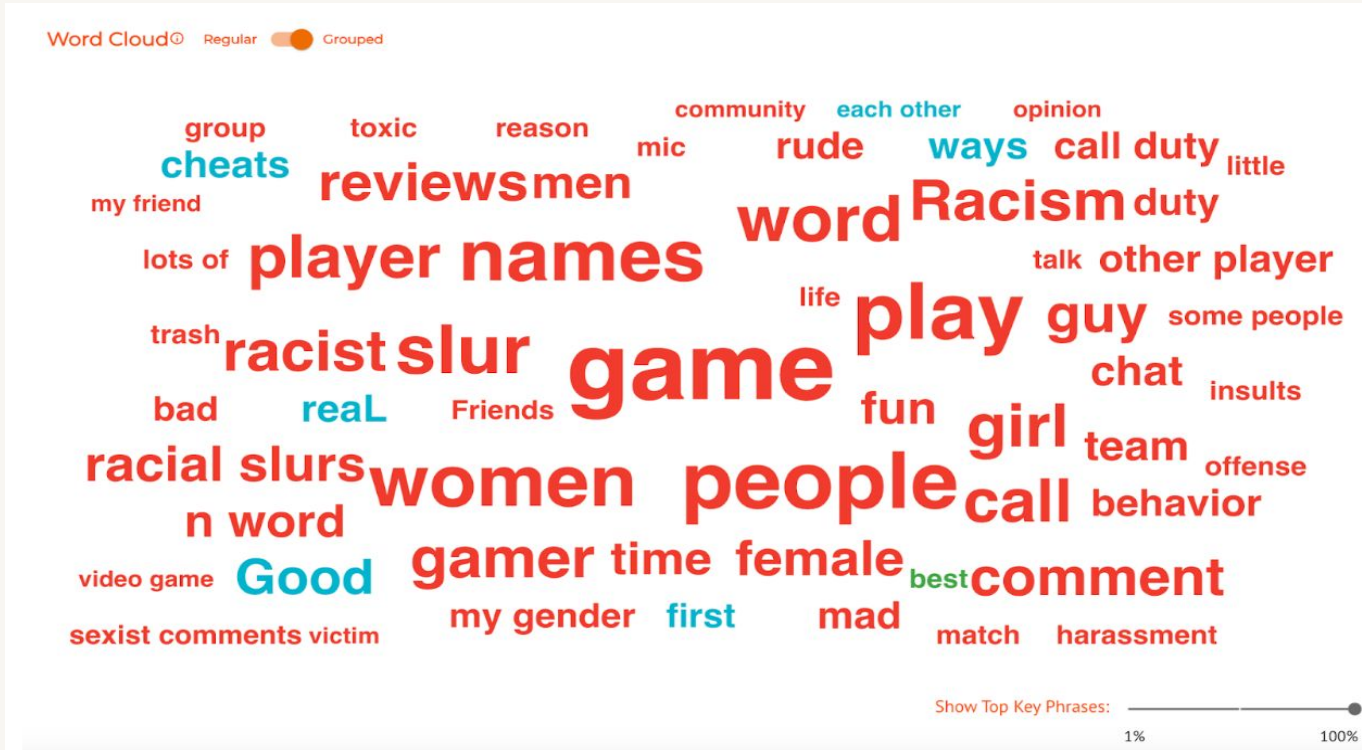 Word Cloud Regular Grouped
community each other opinion
group toxic reason
mic rude ways call duty little
cheats reviews men
my friend word Racism duty
lots of player names talk other player
life play guy some people
trash racist slur game chat
insults
bad reaL Friends fun girl team
racial slurs women people call behavior offense
n word
gamer time female
video game Good best comment
my gender first mad
sexist comments victim match harassment
Show Top Key Phrases:
1% 100%